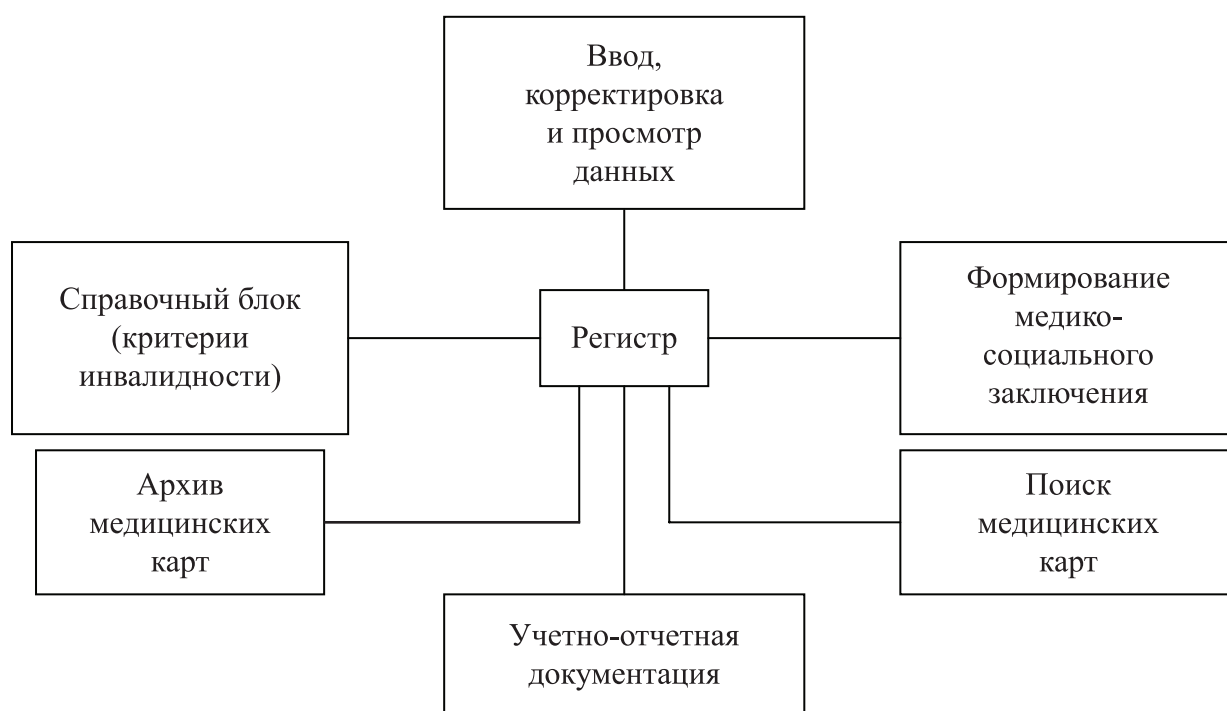 Ввод,
корректировка
и просмотр
данных
Справочный блок
(критерии
инвалидности)
Регистр
Формирование
медико-
социального
заключения
Архив
медицинских
карт
Поиск
медицинских
карт
Учетно-отчетная
документация